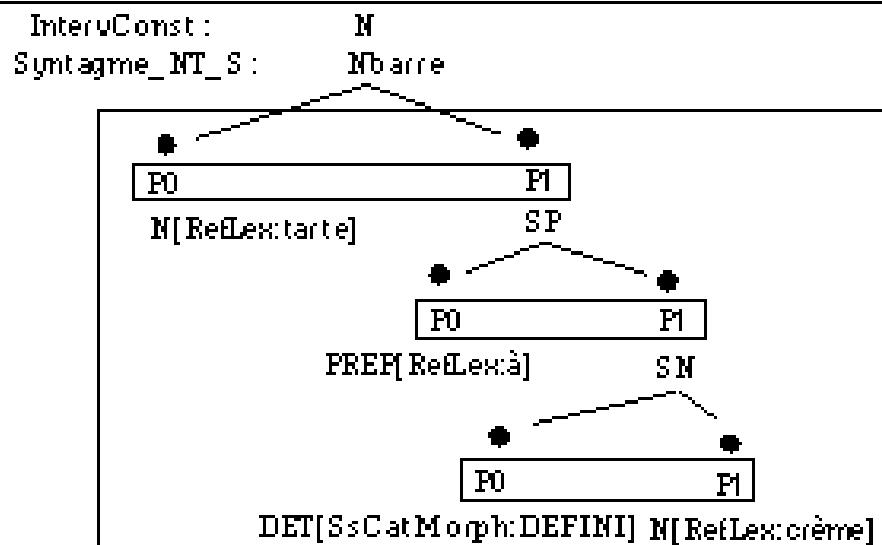 IntervConst : N
Syntagme_NT_S : Nbarre
P0 P1
N[RefLex:tarte] SP
P0 P1
PREP[RefLex:à] SN
P0 P1
DET[SsCatMorph:DEFINI] N[RefLex:crème]